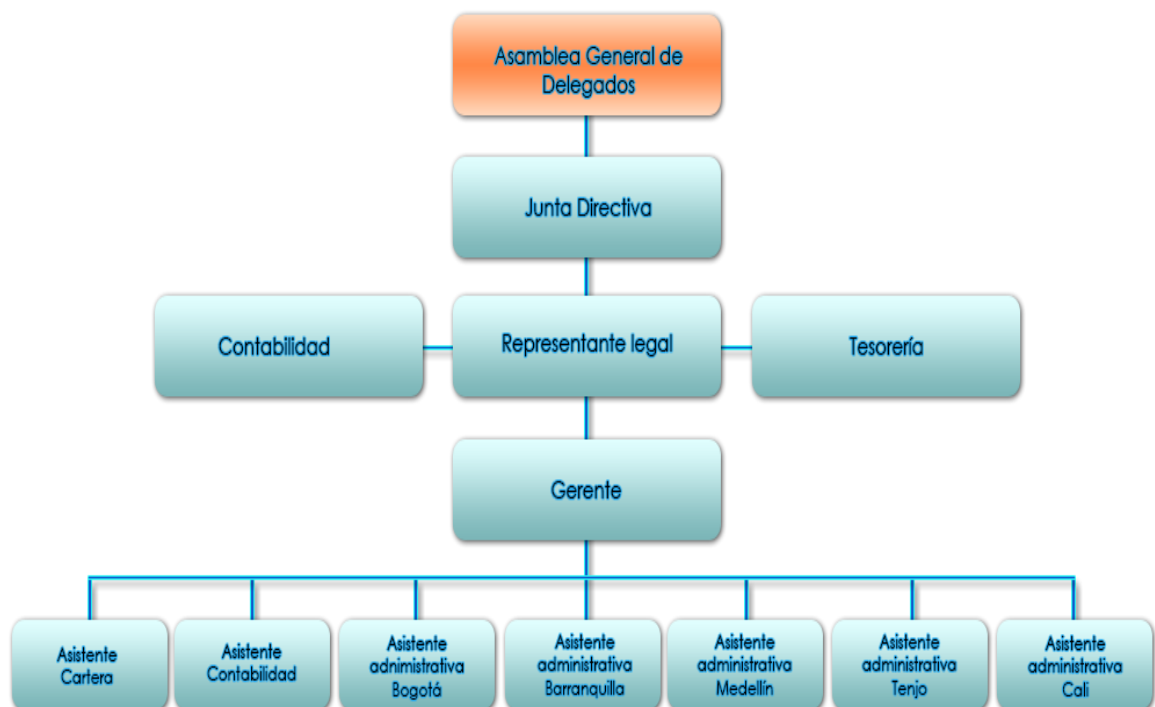 Asamblea General de
Delegados
Junta Directiva
Contabilidad
Representante legal
Tesorería
Gerente
Asistente
Cartera
Asistente
Contabilidad
Asistente
adnimistrativa
Bogotá
Asistente
administrativa
Barranquilla
Asistente
administrativa
Medellín
Asistente
administrativa
Tenjo
Asistente
administrativa
Cali